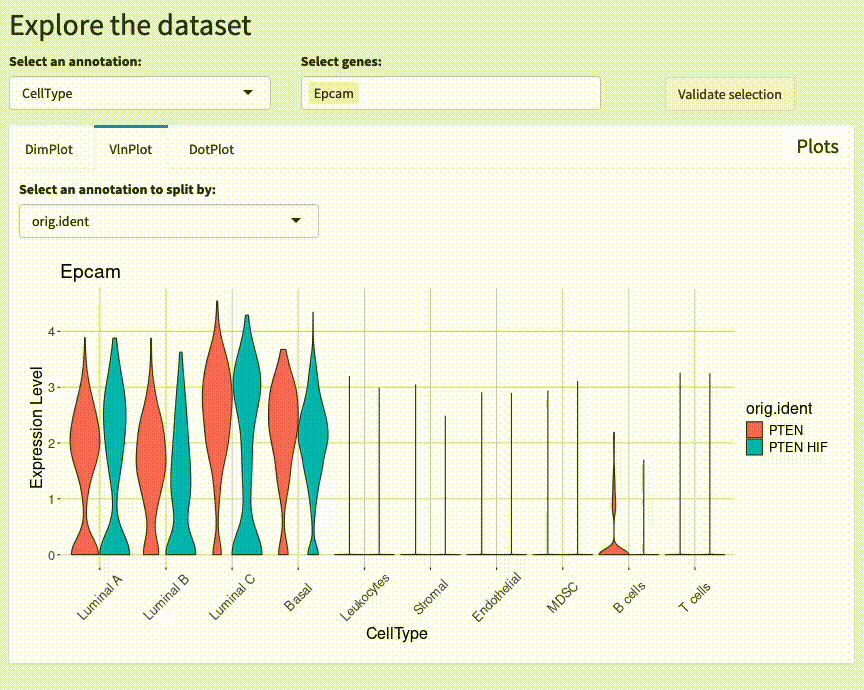 Explore the dataset
Select an annotation: Select genes:
CellType Epcam Validate selection
DimPlot VlnPlot DotPlot Plots
Select an annotation to split by:
orig.ident
Epcam
4
3
2
1
0
Expression Level
Luminal A Luminal B Luminal C Basal Leukocytes Stromal Endothelial MDSC B cells T cells
CellType
orig.ident
PTEN
PTEN HIF